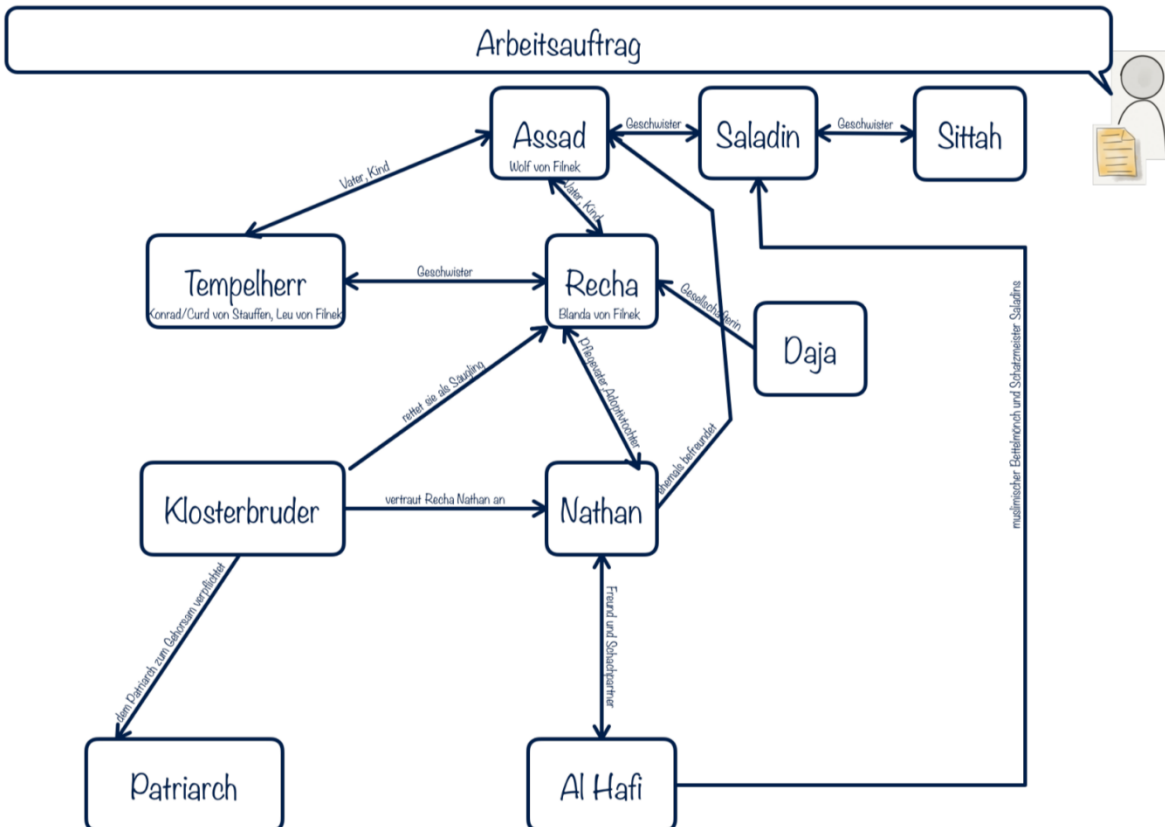 Arbeitsauftrag
Assad
Wolf von Filnek
Geschwister
Saladin
Geschwister
Sittah
Vater, Kind
Vater, Kind
Tempelherr
Konrad/Curd von Stauffen, Leu von Filnek
Geschwister
Recha
Blanda von Filnek
Gesellschafterin
Daja
muslimischer Bettelmönch und Schatzmeister Saladins
rettet sie als Säugling
Pflegevater, Adoptivtochter
ehemals befreundet
Klosterbruder
vertraut Recha Nathan an
Nathan
dem Patriarch zum Gehorsam verpflichtet
Freund und Schachpartner
Patriarch
Al Hafi